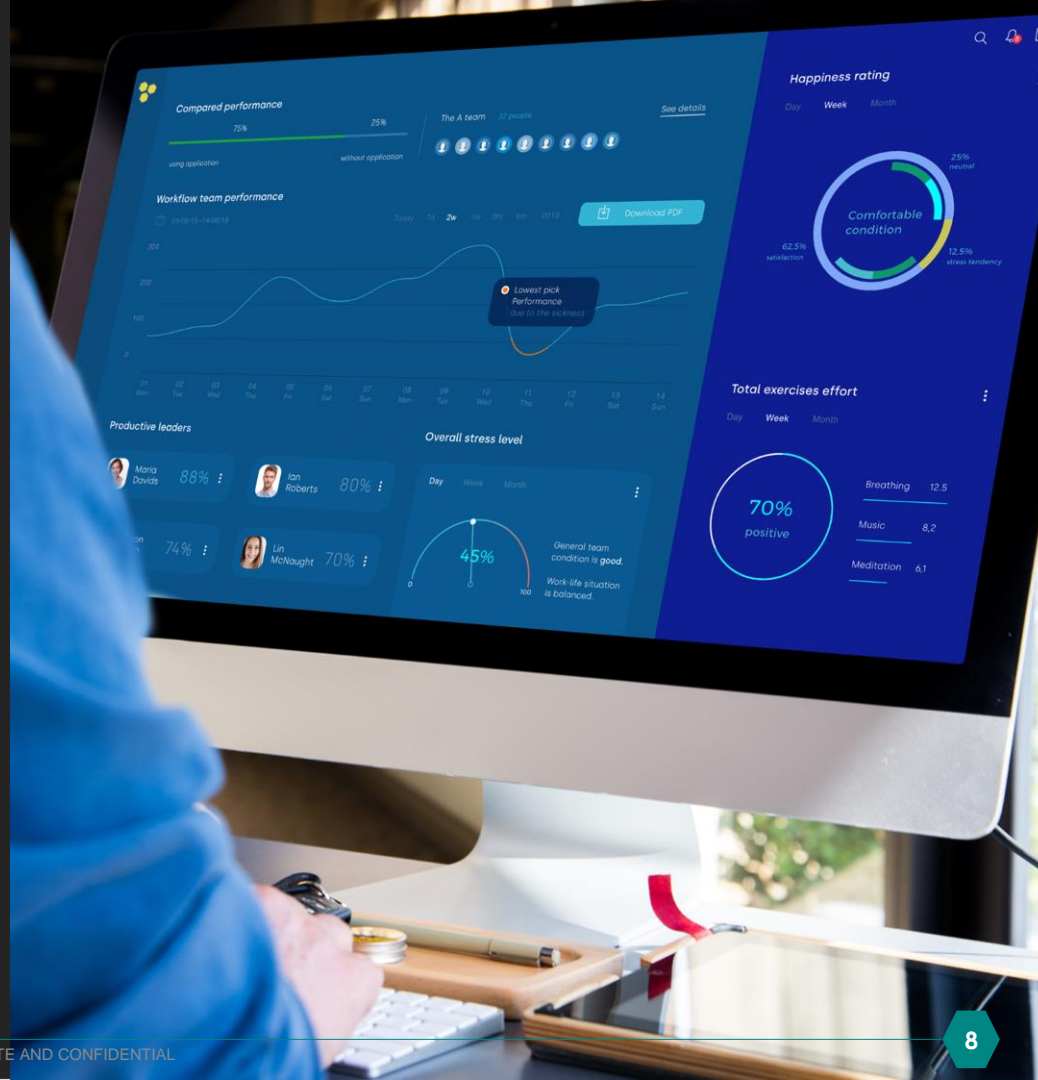 Compared performance
75%
25%
using application
without application
The A team
32 people
See details
Workflow team performance
Today 7d 2w 1m 3m 2019
Download PDF
300
200
100
0
Lowest pick
Performance
due to the sickness
01 02 03 04 05 06 07 08 09 10 11 12 13 14
Mon Tue Wed Thu Fri Sat Sun Mon Tue Wed Thu Fri Sat Sun
Productive leaders
Maria
Davids
88%
Ian
Roberts
80%
on
74%
Lin
McNaught
70%
Overall stress level
Day Week Month
45%
0
100
General team
condition is good.
Work-life situation
is balanced.
Happiness rating
Day Week Month
25%
neutral
Comfortable
condition
62,5%
satisfaction
12,5%
stress tendency
Total exercises effort
Day Week Month
70%
positive
Breathing 12.5
Music 8,2
Meditation 6,1
TE AND CONFIDENTIAL
8